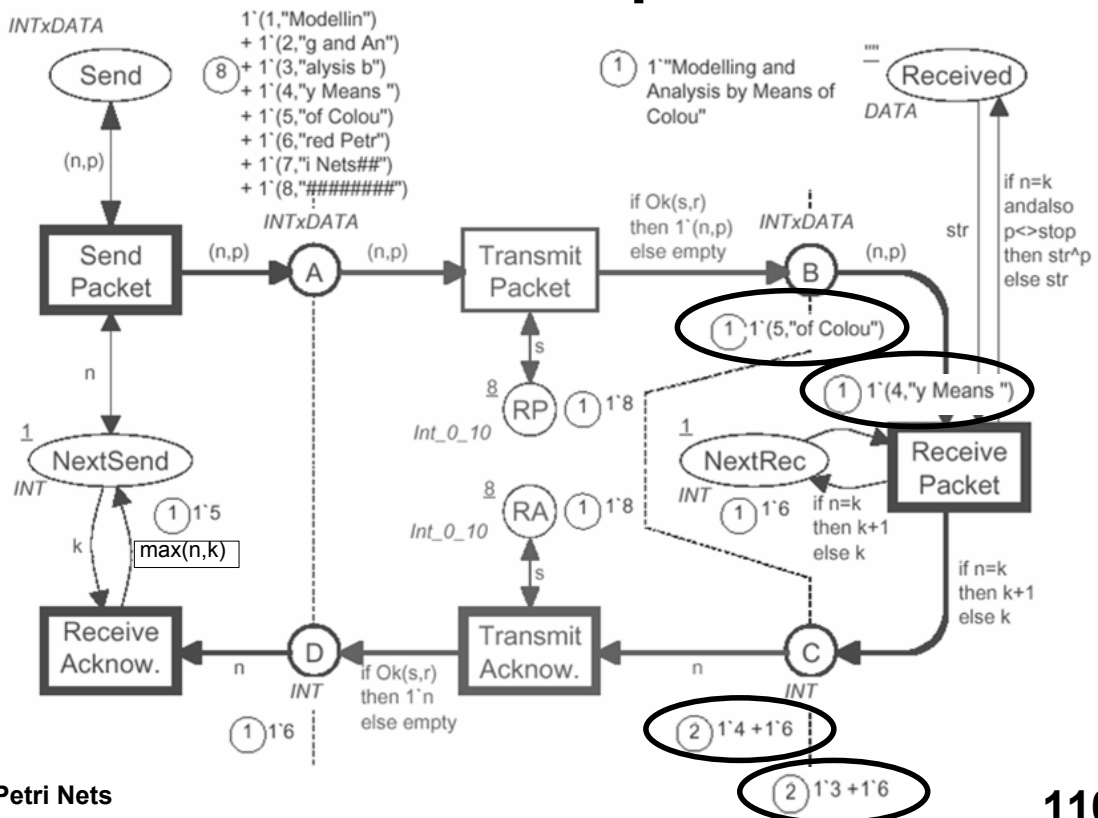 INTxDATA
Send
8
1`(1,"Modellin")
+ 1`(2,"g and An")
+ 1`(3,"alysis b")
+ 1`(4,"y Means ")
+ 1`(5,"of Colou")
+ 1`(6,"red Petr")
+ 1`(7,"i Nets##")
+ 1`(8,"########")
1
1`"Modelling and
Analysis by Means of
Colou"
""
Received
DATA
(n,p)
str
if n=k
andalso
p<>stop
then str^p
else str
Send
Packet
(n,p)
INTxDATA
A
(n,p)
Transmit
Packet
if Ok(s,r)
then 1`(n,p)
else empty
INTxDATA
B
(n,p)
1
1`(5,"of Colou")
1
1`(4,"y Means ")
n
s
8
RP
1
1`8
Int_0_10
1
NextSend
INT
1
1`5
k
max(n,k)
8
RA
1
1`8
Int_0_10
s
1
NextRec
INT
1
1`6
if n=k
then k+1
else k
Receive
Packet
if n=k
then k+1
else k
Receive
Acknow.
n
D
INT
1
1`6
if Ok(s,r)
then 1`n
else empty
Transmit
Acknow.
n
C
INT
2
1`4 +1`6
2
1`3 +1`6
Petri Nets